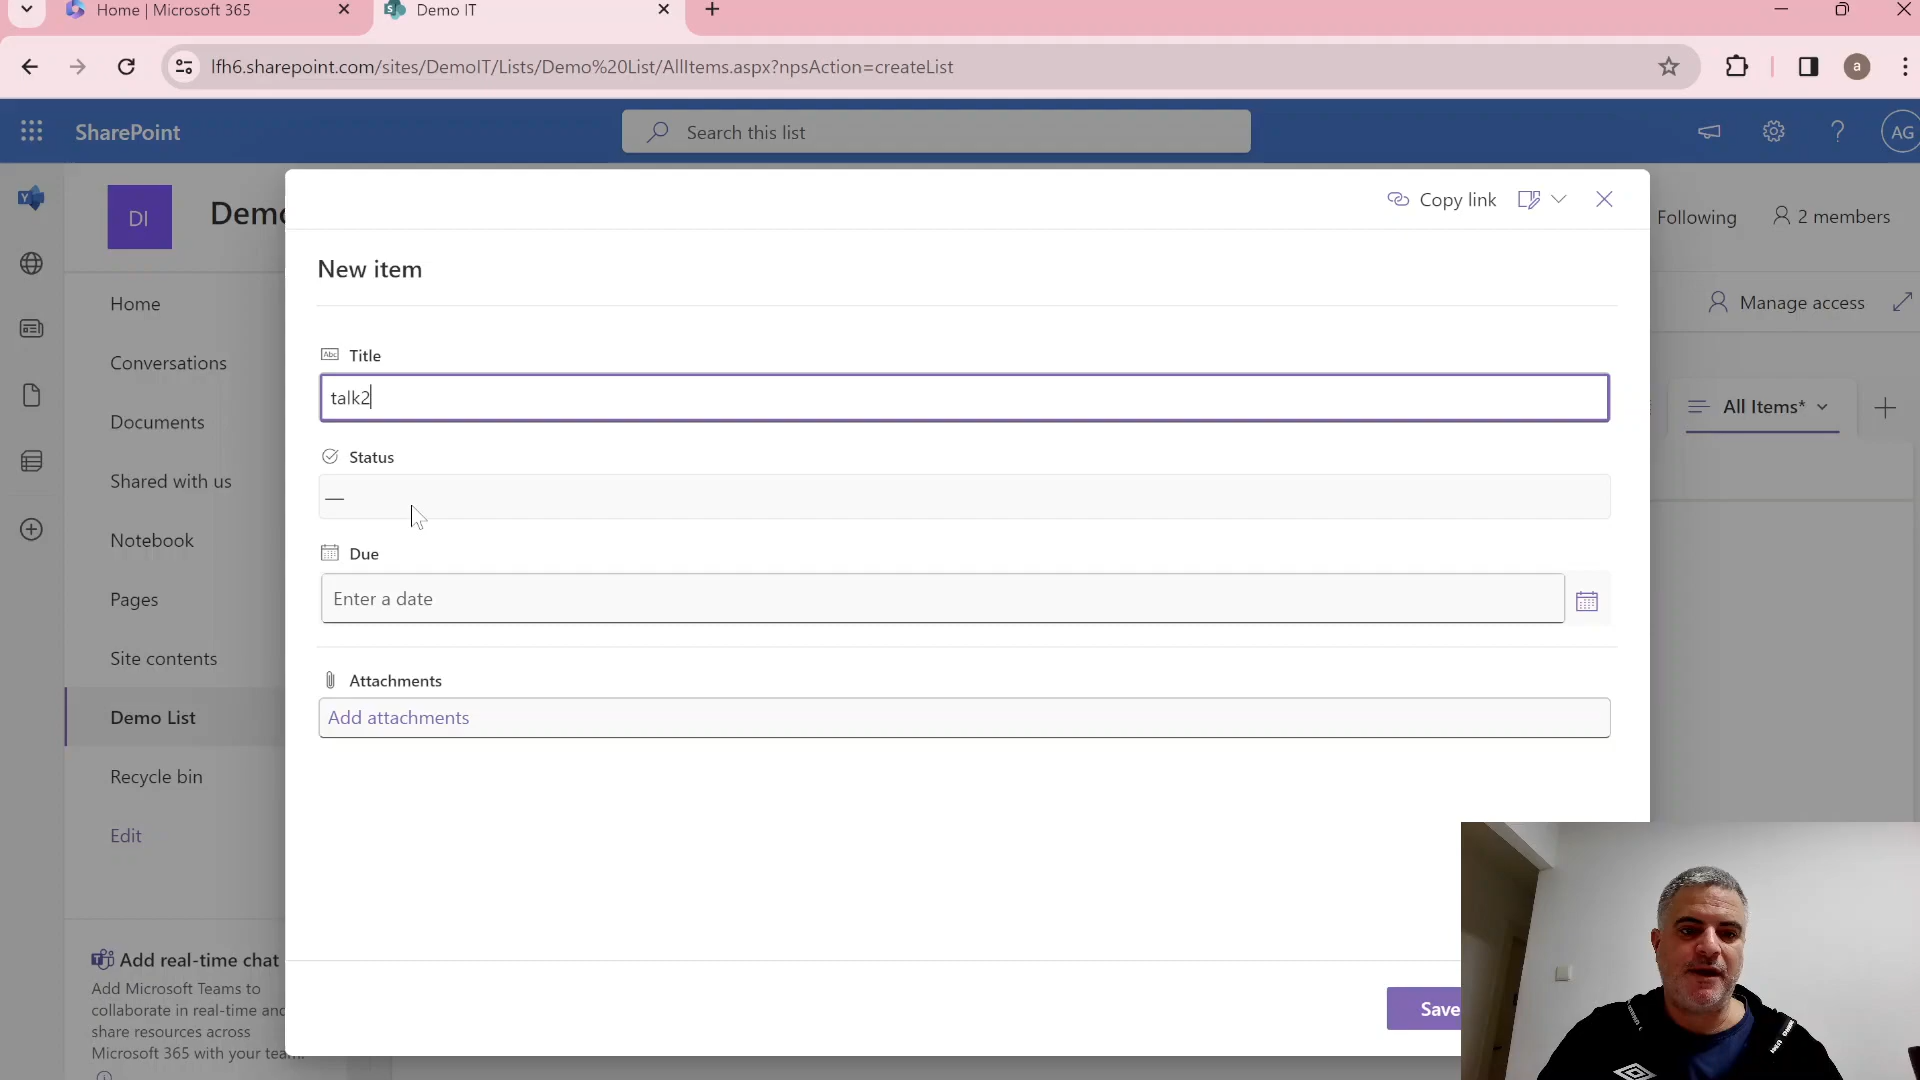 Home | Microsoft 365
Demo IT
lfh6.sharepoint.com/sites/DemoIT/Lists/Demo%20List/AllItems.aspx?npsAction=createList
a
SharePoint
Search this list
AG
DI
Copy link
Following
2 members
New item
Home
Manage access
Abc
Title
Conversations
talk2
All Items*
Documents
Status
Shared with us
—
Notebook
Due
Pages
Enter a date
Site contents
Attachments
Demo List
Add attachments
Recycle bin
Edit
Add real-time chat
Add Microsoft Teams to
collaborate in real-time and
share resources across
Microsoft 365 with your team.
Save